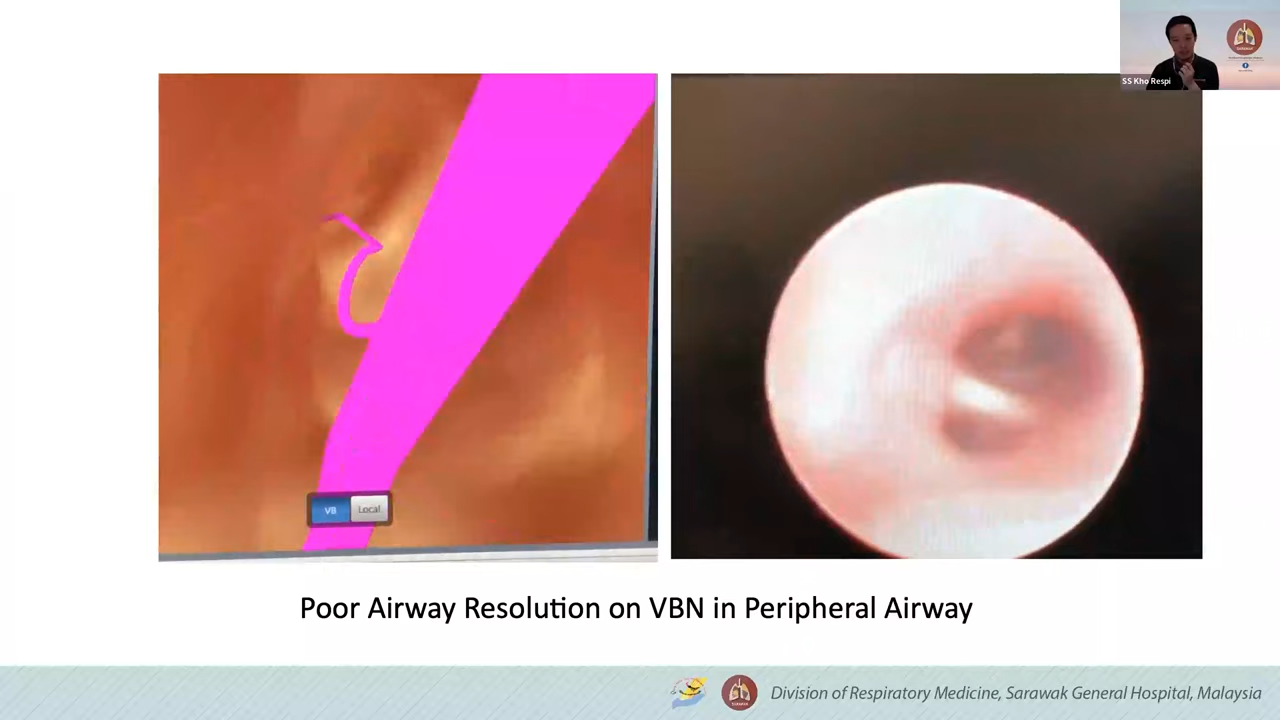 SS Kho Respi
VB
Local
Poor Airway Resolution on VBN in Peripheral Airway
Division of Respiratory Medicine, Sarawak General Hospital, Malaysia